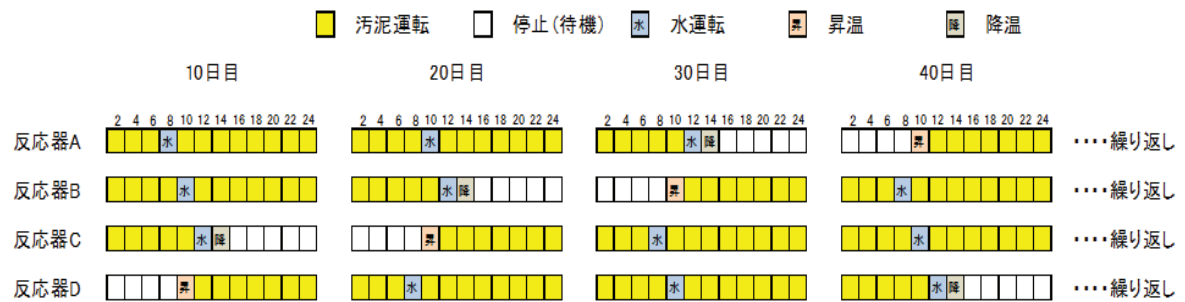 汚泥運転 停止(待機) 水 水運転 昇 昇温 降 降温
10日目 20日目 30日目 40日目
2 4 6 8 10 12 14 16 18 20 22 24 2 4 6 8 10 12 14 16 18 20 22 24 2 4 6 8 10 12 14 16 18 20 22 24 2 4 6 8 10 12 14 16 18 20 22 24
反応器A 水 水 水 降 昇 ････繰り返し
反応器B 水 水 降 昇 水 ････繰り返し
反応器C 水 降 昇 水 水 ････繰り返し
反応器D 昇 水 水 水 降 ････繰り返し